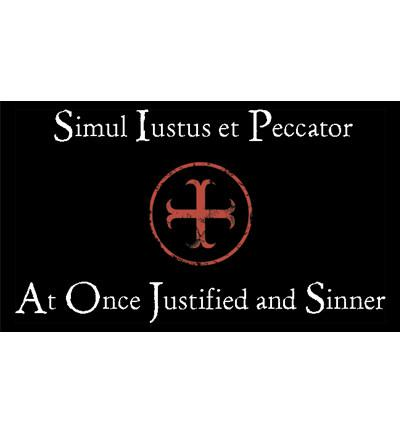 Simul Iustus et Peccator
At Once Justified and Sinner